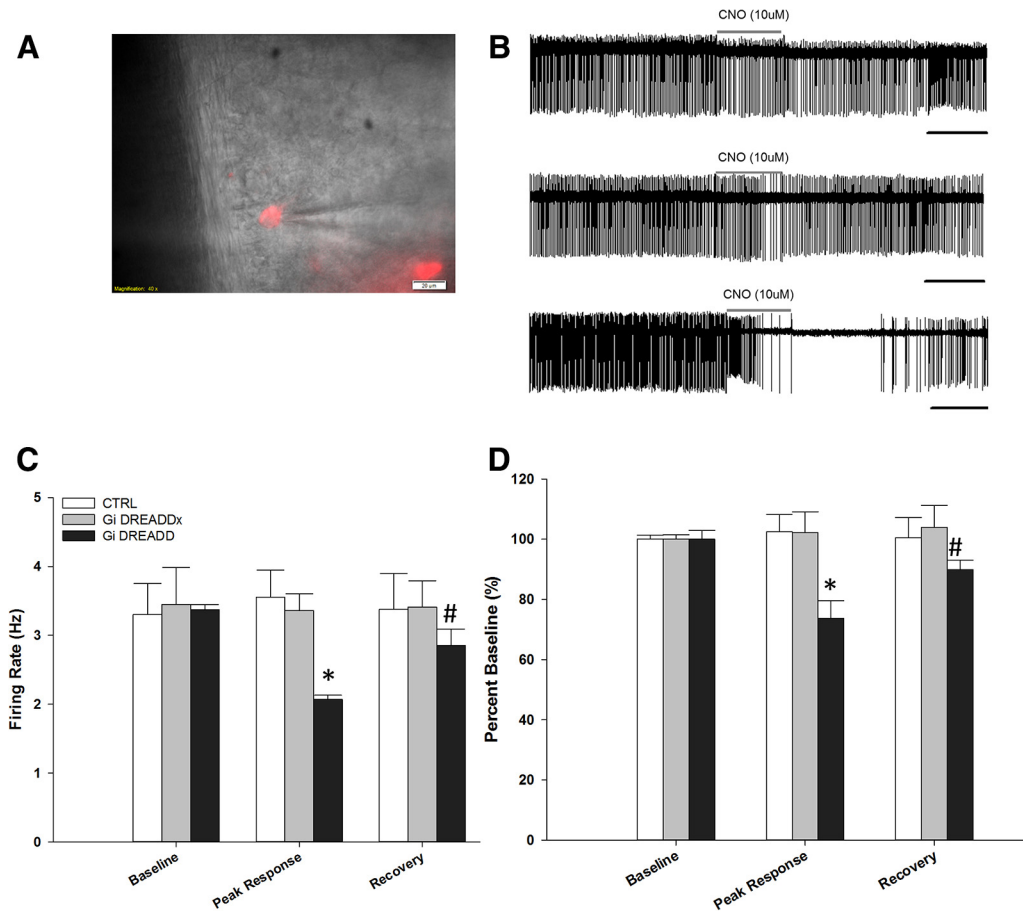 A
Magnification: 40 x
20 µm
B
CNO (10uM)
CNO (10uM)
CNO (10uM)
C
5
4
3
2
1
0
Firing Rate (Hz)
CTRL
Gi DREADDx
Gi DREADD
*
#
Baseline
Peak Response
Recovery
D
120
100
80
60
40
20
0
Percent Baseline (%)
*
#
Baseline
Peak Response
Recovery